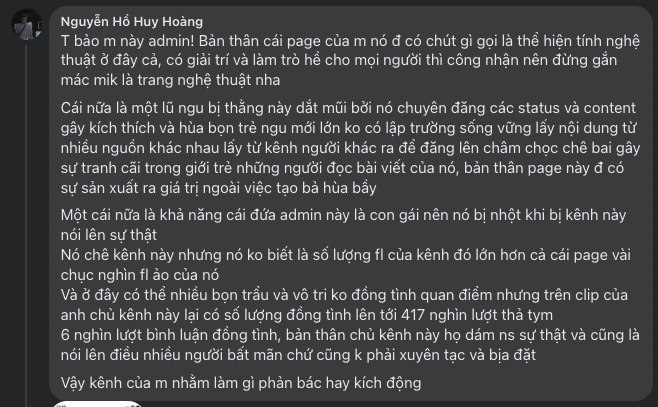 Nguyễn Hồ Huy Hoàng
T bảo m này admin! Bản thân cái page của m nó đ có chút gì gọi là thể hiện tính nghệ
thuật ở đây cả, có giải trí và làm trò hề cho mọi người thì công nhận nên đừng gắn
mác mik là trang nghệ thuật nha
Cái nữa là một lũ ngu bị thằng này dắt mũi bởi nó chuyên đăng các status và content
gây kích thích và hùa bọn trẻ ngu mới lớn ko có lập trường sống vững lấy nội dung từ
nhiều nguồn khác nhau lấy từ kênh người khác ra để đăng lên châm chọc chê bai gây
sự tranh cãi trong giới trẻ những người đọc bài viết của nó, bản thân page này đ có
sự sản xuất ra giá trị ngoài việc tạo bả hùa bầy
Một cái nữa là khả năng cái đứa admin này là con gái nên nó bị nhột khi bị kênh này
nói lên sự thật
Nó chê kênh này nhưng nó ko biết là số lượng fl của kênh đó lớn hơn cả cái page vài
chục nghìn fl ảo của nó
Và ở đây có thể nhiều bọn trẩu và vô tri ko đồng tình quan điểm nhưng trên clip của
anh chủ kênh này lại có số lượng đồng tình lên tới 417 nghìn lượt thả tym
6 nghìn lượt bình luận đồng tình, bản thân chủ kênh này họ dám ns sự thật và cũng là
nói lên điều nhiều người bất mãn chứ cũng k phải xuyên tạc và bịa đặt
Vậy kênh của m nhằm làm gì phản bác hay kích động